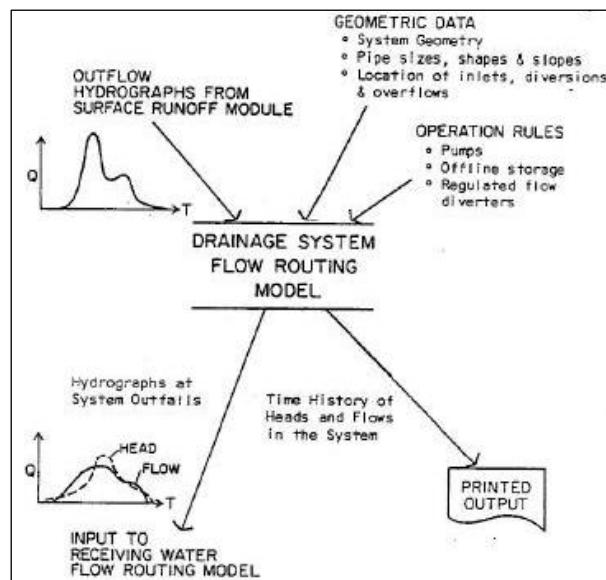 GEOMETRIC DATA
° System Geometry
° Pipe sizes, shapes & slopes
° Location of inlets, diversions
& overflows
OUTFLOW
HYDROGRAPHS FROM
SURFACE RUNOFF MODULE
OPERATION RULES
° Pumps
° Offline storage
° Regulated flow
diverters
Q
T
DRAINAGE SYSTEM
FLOW ROUTING
MODEL
Hydrographs at
System Outfalls
Time History of
Heads and Flows
in the System
HEAD
FLOW
Q
T
PRINTED
OUTPUT
INPUT TO
RECEIVING WATER
FLOW ROUTING MODEL